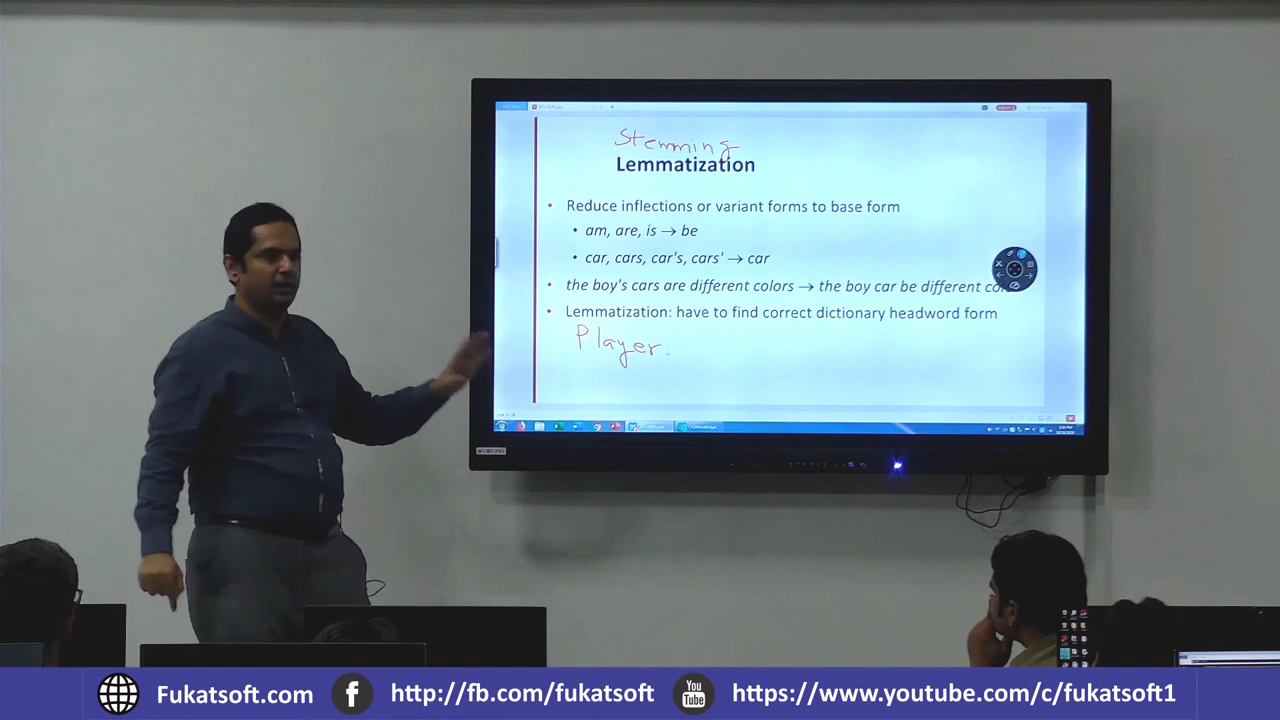 Stemming
Lemmatization
• Reduce inflections or variant forms to base form
• am, are, is → be
• car, cars, car's, cars' → car
• the boy's cars are different colors → the boy car be different
• Lemmatization: have to find correct dictionary headword form
Player.
Fukatsoft.com
f
http://fb.com/fukatsoft
You
Tube
https://www.youtube.com/c/fukatsoft1